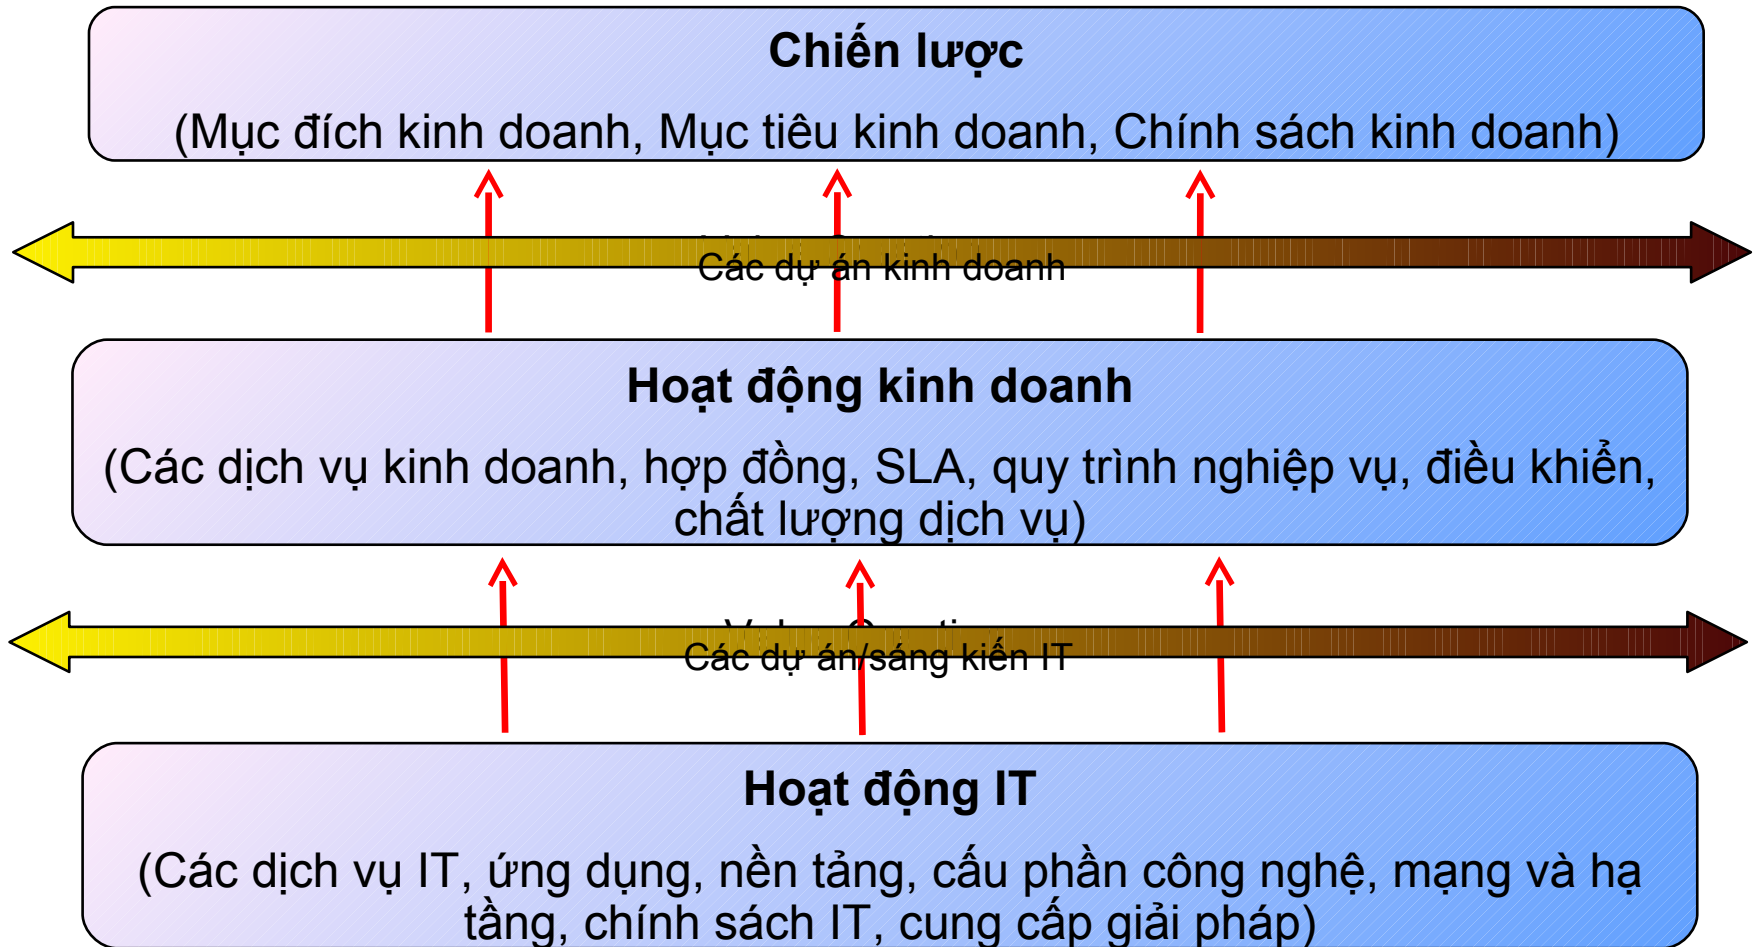 Chiến lược
(Mục đích kinh doanh, Mục tiêu kinh doanh, Chính sách kinh doanh)
Các dự án kinh doanh
Hoạt động kinh doanh
(Các dịch vụ kinh doanh, hợp đồng, SLA, quy trình nghiệp vụ, điều khiển,
chất lượng dịch vụ)
Các dự án/sáng kiến IT
Hoạt động IT
(Các dịch vụ IT, ứng dụng, nền tảng, cấu phần công nghệ, mạng và hạ
tầng, chính sách IT, cung cấp giải pháp)